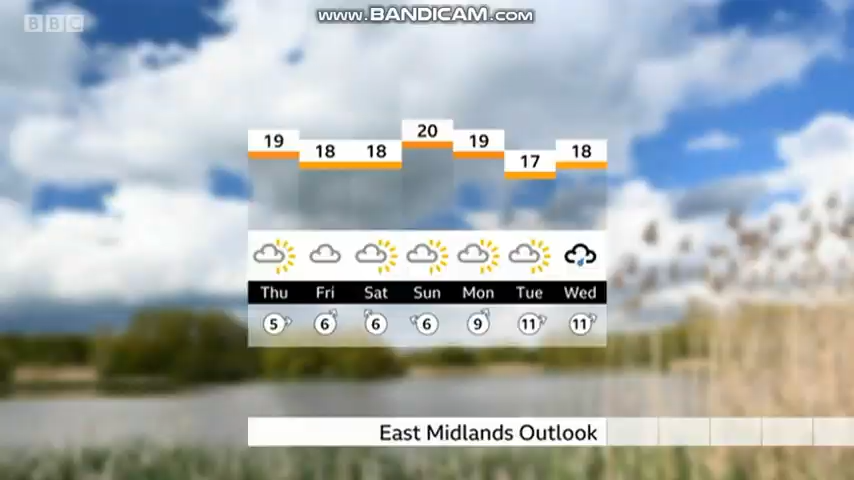 BBC
www.BANDICAM.com
19 18 18 20 19 17 18
Thu Fri Sat Sun Mon Tue Wed
5 6 6 6 9 11 11
East Midlands Outlook